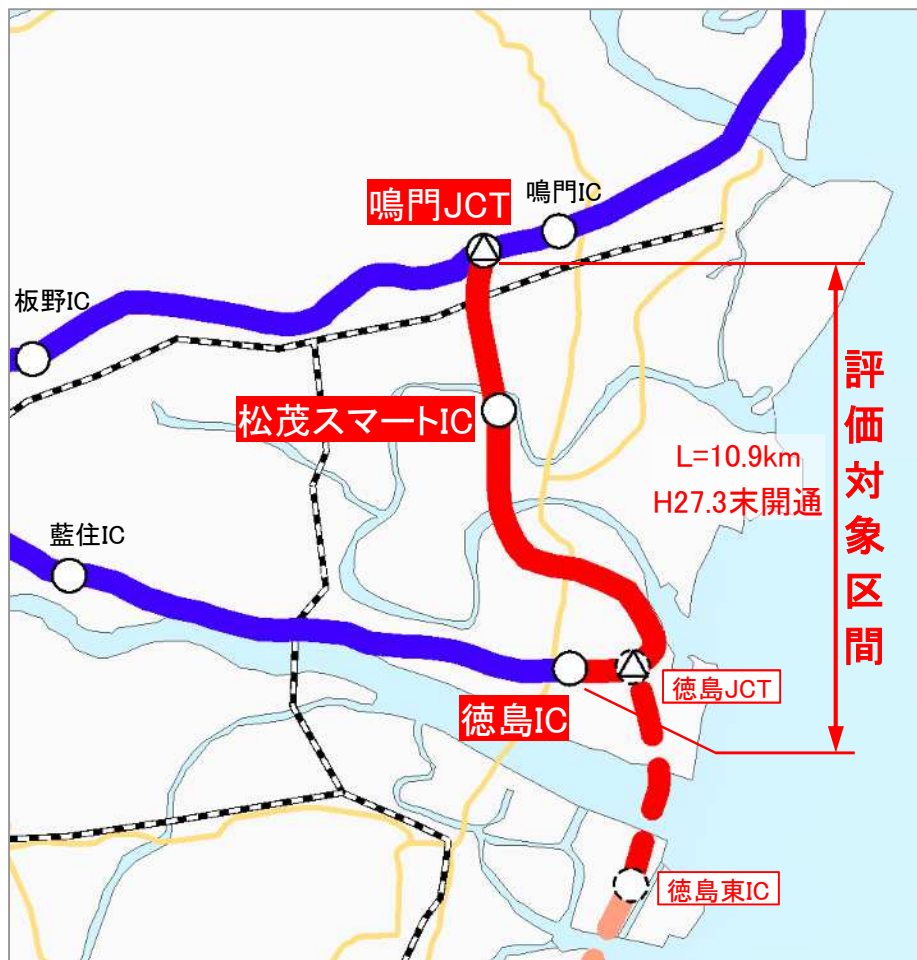 鳴門JCT
鳴門IC
板野IC
松茂スマートIC
L=10.9km
H27.3末開通
評価対象区間
藍住IC
徳島IC
徳島JCT
徳島東IC